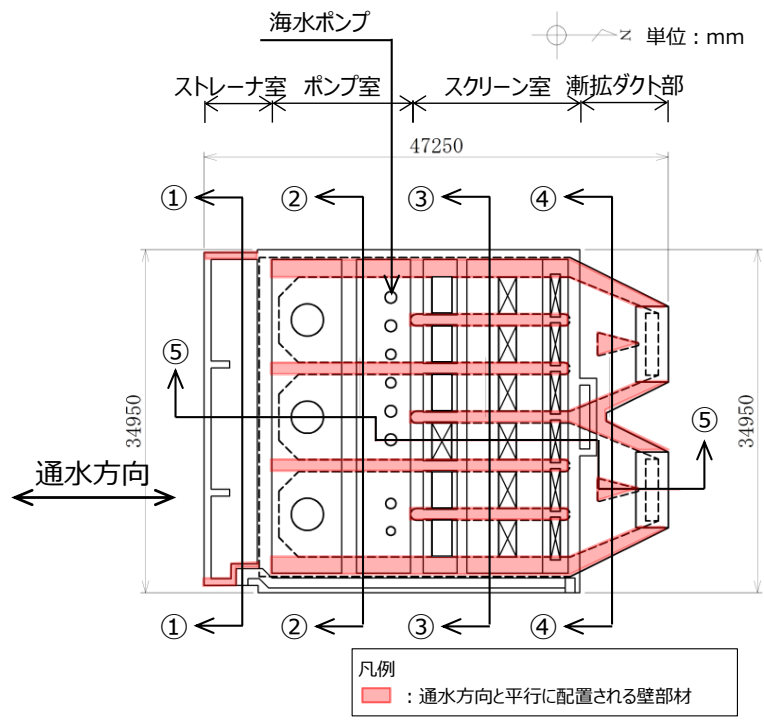 海水ポンプ
N
単位：mm
ストレーナ室
ポンプ室
スクリーン室
漸拡ダクト部
47250
①
②
③
④
⑤
34950
34950
⑤
通水方向
①
②
③
④
凡例
：通水方向と平行に配置される壁部材